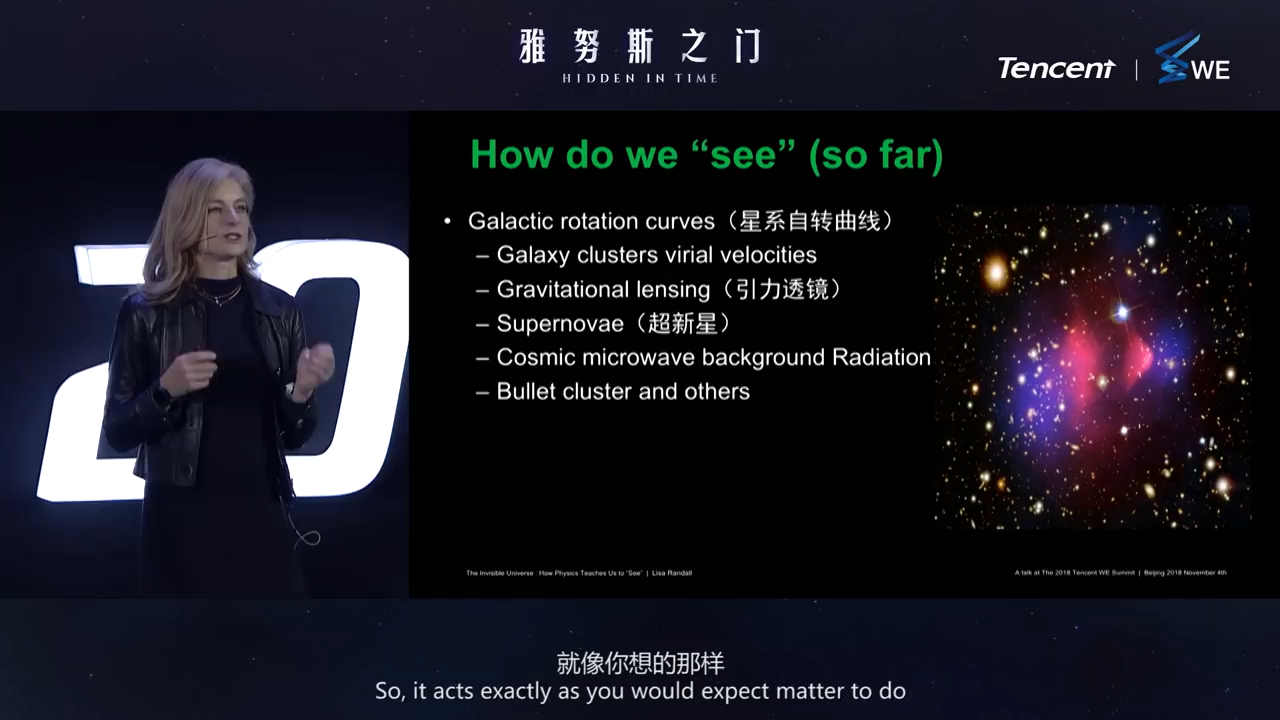 雅努斯之门
HIDDEN IN TIME
Tencent | WE
20
How do we “see” (so far)
• Galactic rotation curves（星系自转曲线）
– Galaxy clusters virial velocities
– Gravitational lensing（引力透镜）
– Supernovae（超新星）
– Cosmic microwave background Radiation
– Bullet cluster and others
The Invisible Universe : How Physics Teaches Us to “See” | Lisa Randall
A talk at The 2018 Tencent WE Summit | Beijing 2018 November 4th
就像你想的那样
So, it acts exactly as you would expect matter to do